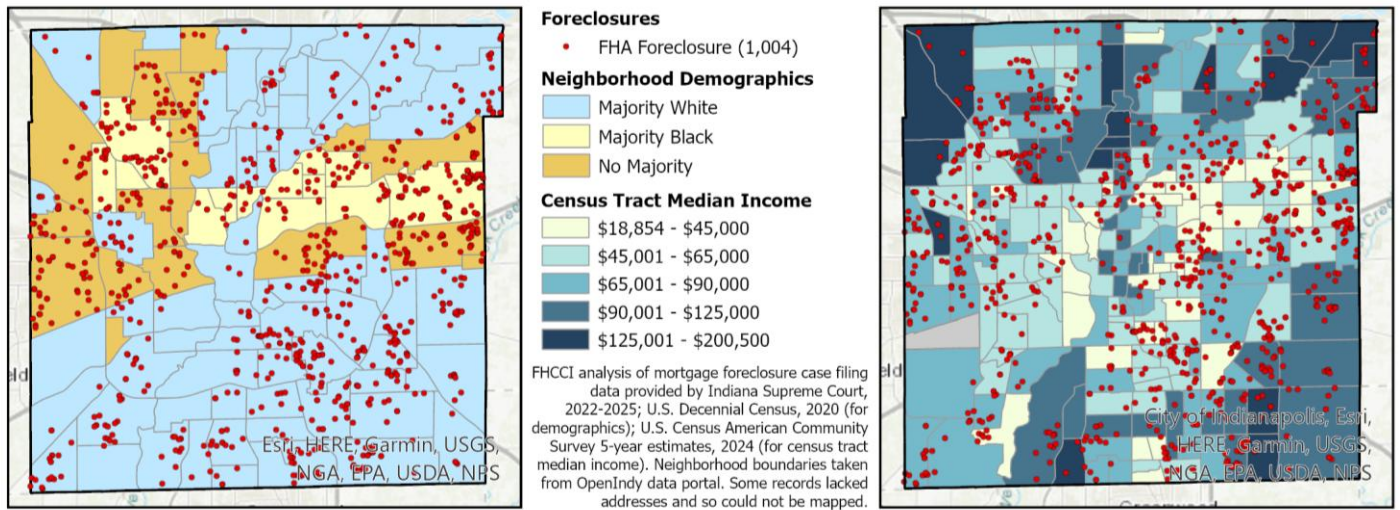 Foreclosures
FHA Foreclosure (1,004)
Neighborhood Demographics
Majority White
Majority Black
No Majority
Census Tract Median Income
$18,854 - $45,000
$45,001 - $65,000
$65,001 - $90,000
$90,001 - $125,000
$125,001 - $200,500
FHCCI analysis of mortgage foreclosure case filing
data provided by Indiana Supreme Court,
2022-2025; U.S. Decennial Census, 2020 (for
demographics); U.S. Census American Community
Survey 5-year estimates, 2024 (for census tract
median income). Neighborhood boundaries taken
from OpenIndy data portal. Some records lacked
addresses and so could not be mapped.
Esri, HERE, Garmin, USGS,
NGA, EPA, USDA, NPS
City of Indianapolis, Esri,
HERE, Garmin, USGS,
NGA, EPA, USDA, NPS